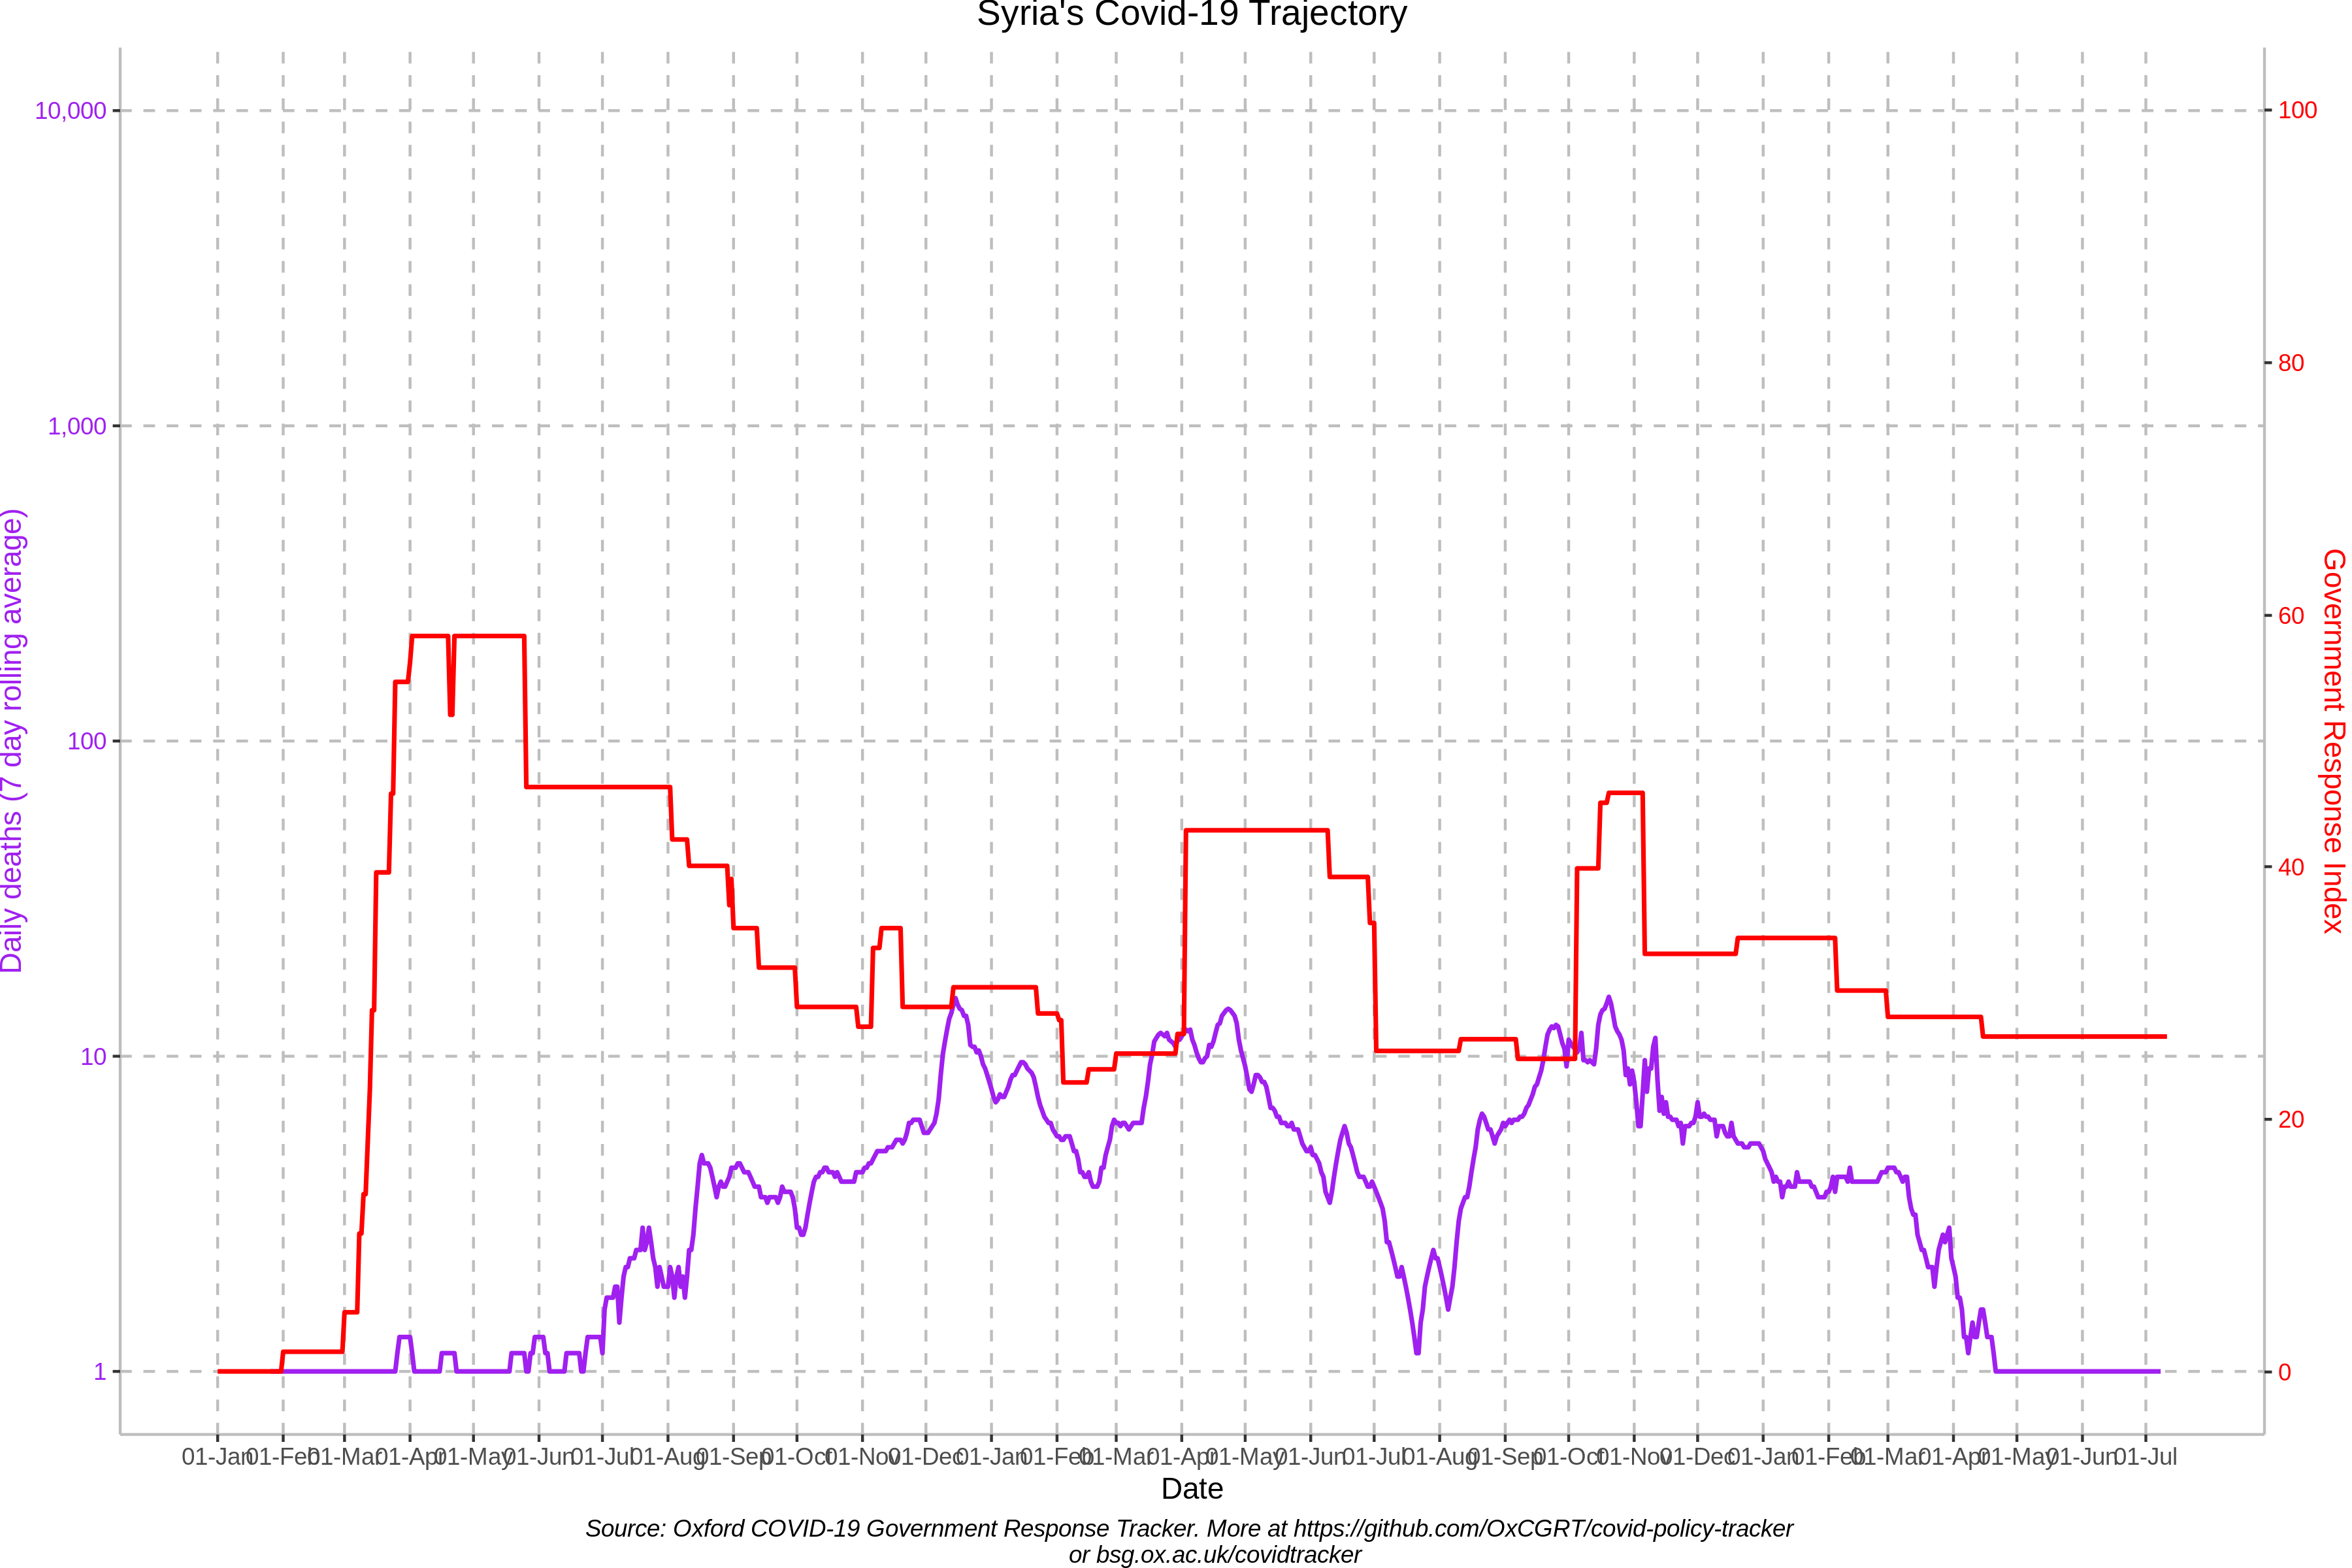 Syria's Covid-19 Trajectory
10,000
1,000
100
10
1
Daily deaths (7 day rolling average)
100
80
60
40
20
0
Government Response Index
01-Jan 01-Feb 01-Mar 01-Apr 01-May 01-Jun 01-Jul 01-Aug 01-Sep 01-Oct 01-Nov 01-Dec 01-Jan 01-Feb 01-Mar 01-Apr 01-May 01-Jun 01-Jul 01-Aug 01-Sep 01-Oct 01-Nov 01-Dec 01-Jan 01-Feb 01-Mar 01-Apr 01-May 01-Jun 01-Jul
Date
Source: Oxford COVID-19 Government Response Tracker. More at https://github.com/OxCGRT/covid-policy-tracker
or bsg.ox.ac.uk/covidtracker